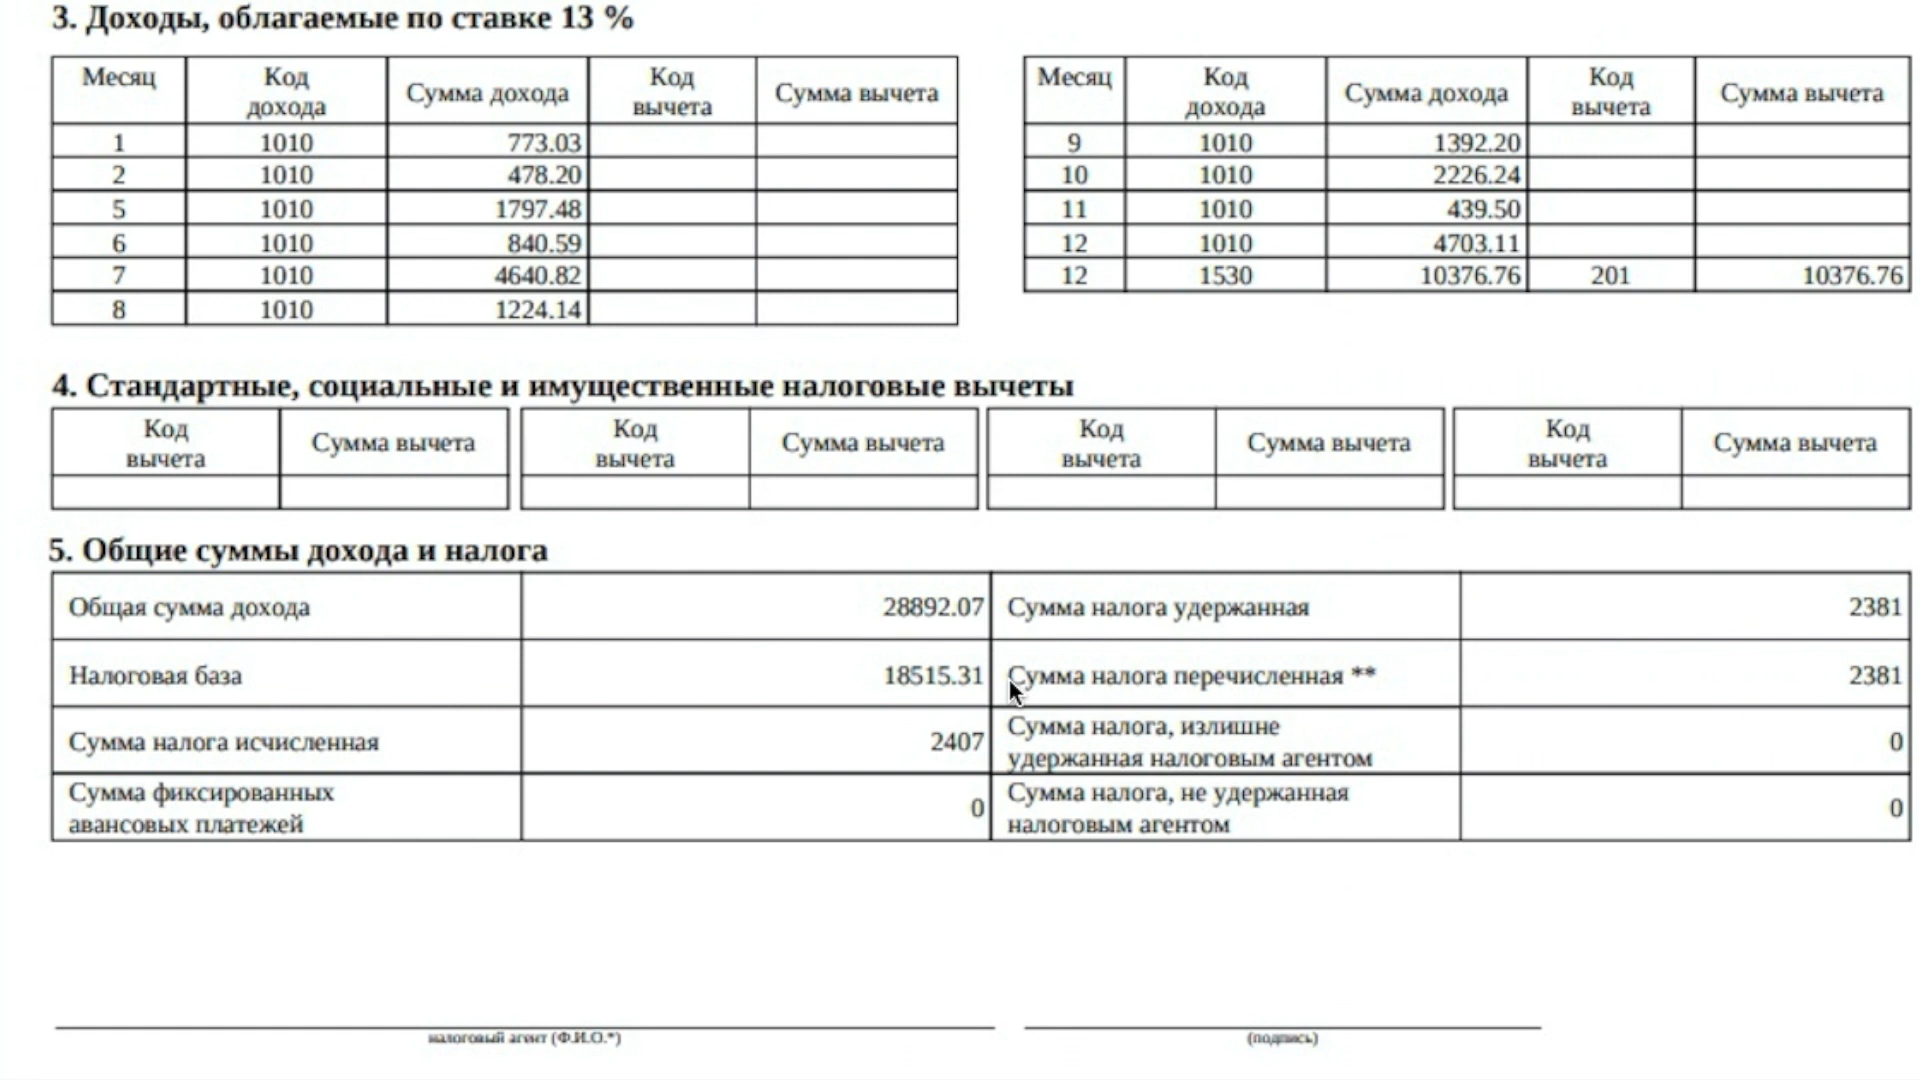 3. Доходы, облагаемые по ставке 13 %
Месяц Код дохода Сумма дохода Код вычета Сумма вычета
1 1010 773.03
2 1010 478.20
5 1010 1797.48
6 1010 840.59
7 1010 4640.82
8 1010 1224.14
Месяц Код дохода Сумма дохода Код вычета Сумма вычета
9 1010 1392.20
10 1010 2226.24
11 1010 439.50
12 1010 4703.11
12 1530 10376.76 201 10376.76
4. Стандартные, социальные и имущественные налоговые вычеты
Код вычета Сумма вычета Код вычета Сумма вычета Код вычета Сумма вычета Код вычета Сумма вычета
5. Общие суммы дохода и налога
Общая сумма дохода 28892.07 Сумма налога удержанная 2381
Налоговая база 18515.31 Сумма налога перечисленная ** 2381
Сумма налога исчисленная 2407 Сумма налога, излишне удержанная налоговым агентом 0
Сумма фиксированных авансовых платежей 0 Сумма налога, не удержанная налоговым агентом 0
налоговый агент (Ф.И.О.*) (подпись)